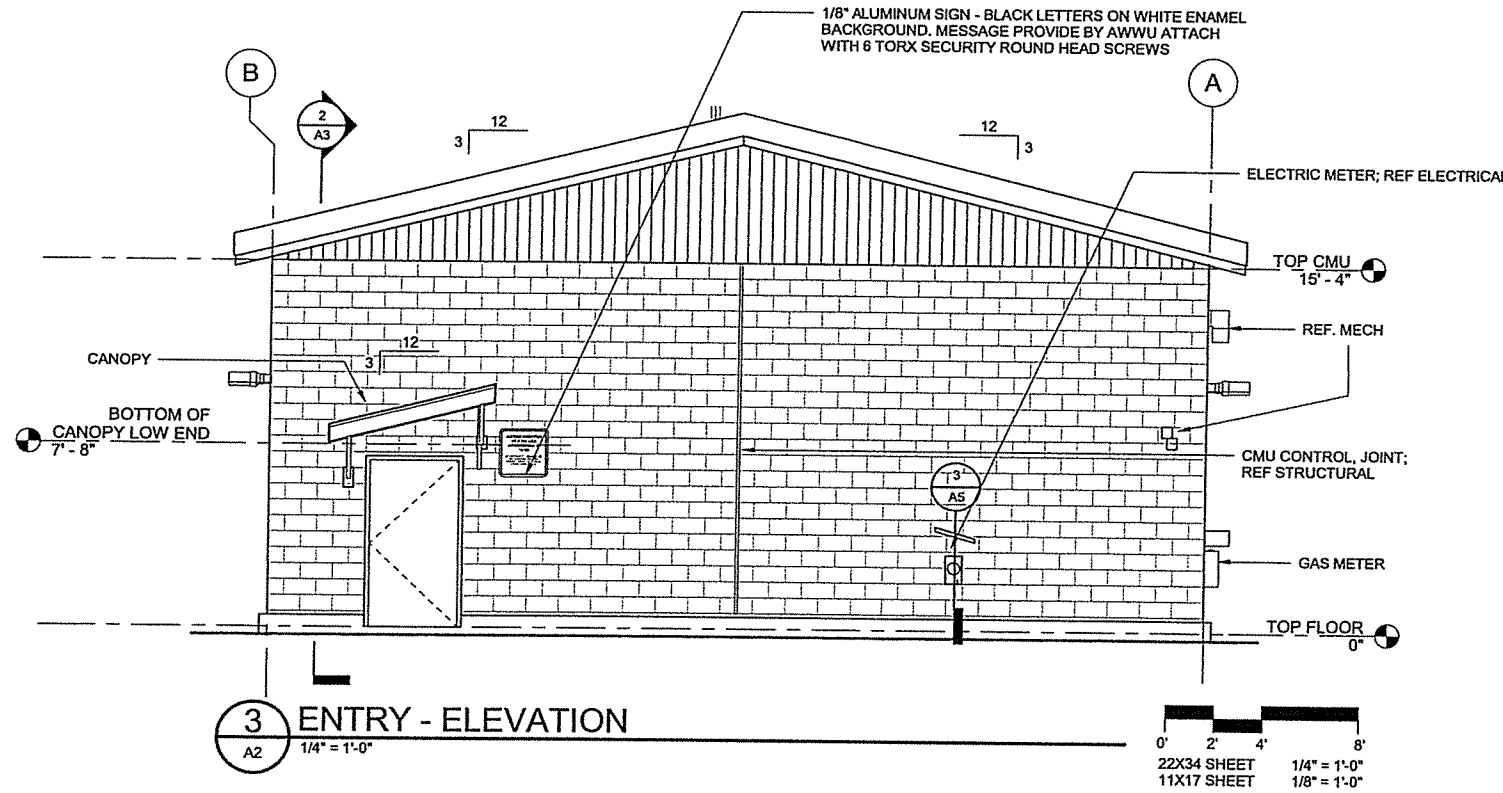 1/8" ALUMINUM SIGN - BLACK LETTERS ON WHITE ENAMEL
BACKGROUND. MESSAGE PROVIDE BY AWWU ATTACH
WITH 6 TORX SECURITY ROUND HEAD SCREWS
B
A
2
A3
12
3
12
3
ELECTRIC METER; REF ELECTRICAL
TOP CMU
15' - 4"
REF. MECH
CANOPY
12
3
BOTTOM OF
CANOPY LOW END
7' - 8"
CMU CONTROL, JOINT;
REF STRUCTURAL
3
A5
GAS METER
TOP FLOOR
0"
3
A2
ENTRY - ELEVATION
1/4" = 1'-0"
0' 2' 4' 8'
22X34 SHEET 1/4" = 1'-0"
11X17 SHEET 1/8" = 1'-0"